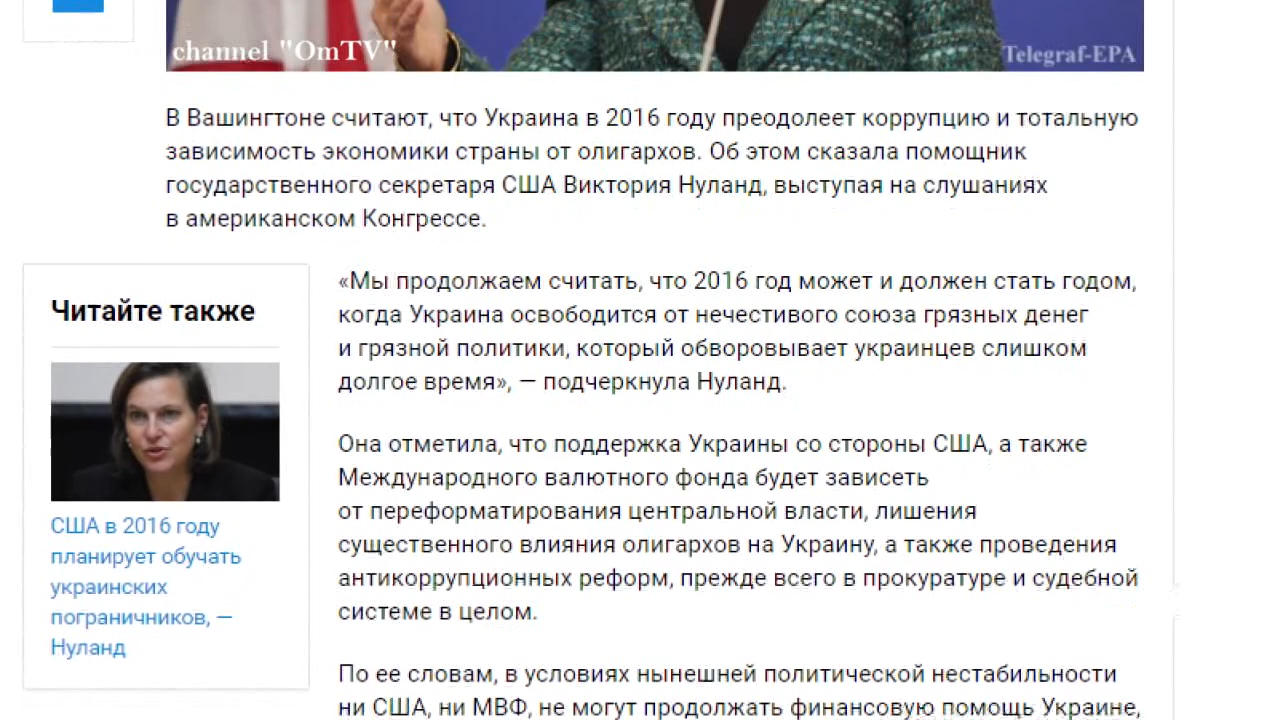 channel "OmTV"
Telegraf-EPA
В Вашингтоне считают, что Украина в 2016 году преодолеет коррупцию и тотальную
зависимость экономики страны от олигархов. Об этом сказала помощник
государственного секретаря США Виктория Нуланд, выступая на слушаниях
в американском Конгрессе.
Читайте также
США в 2016 году
планирует обучать
украинских
пограничников, —
Нуланд
«Мы продолжаем считать, что 2016 год может и должен стать годом,
когда Украина освободится от нечестивого союза грязных денег
и грязной политики, который обворовывает украинцев слишком
долгое время», — подчеркнула Нуланд.
Она отметила, что поддержка Украины со стороны США, а также
Международного валютного фонда будет зависеть
от переформатирования центральной власти, лишения
существенного влияния олигархов на Украину, а также проведения
антикоррупционных реформ, прежде всего в прокуратуре и судебной
системе в целом.
По ее словам, в условиях нынешней политической нестабильности
ни США, ни МВФ, не могут продолжать финансовую помощь Украине,